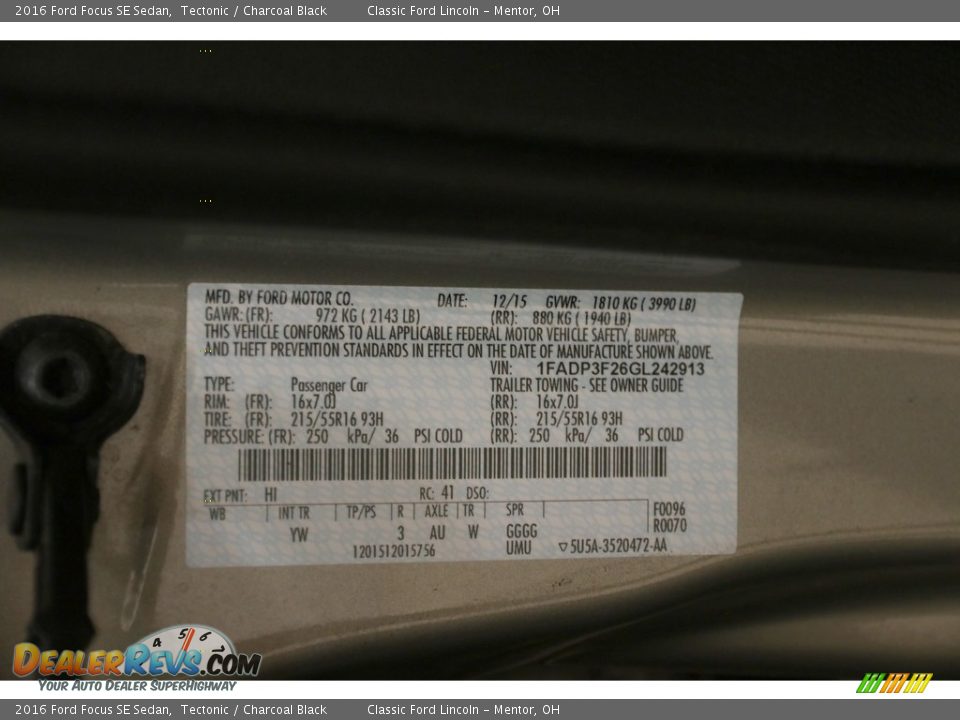 2016 Ford Focus SE Sedan, Tectonic / Charcoal Black Classic Ford Lincoln – Mentor, OH
MFD. BY FORD MOTOR CO. DATE: 12/15 GVWR: 1810 KG ( 3990 LB)
GAWR: (FR): 972 KG ( 2143 LB) (RR): 880 KG ( 1940 LB)
THIS VEHICLE CONFORMS TO ALL APPLICABLE FEDERAL MOTOR VEHICLE SAFETY, BUMPER,
AND THEFT PREVENTION STANDARDS IN EFFECT ON THE DATE OF MANUFACTURE SHOWN ABOVE.
VIN: 1FADP3F26GL242913
TYPE: Passenger Car TRAILER TOWING - SEE OWNER GUIDE
RIM: (FR): 16x7.0J (RR): 16x7.0J
TIRE: (FR): 215/55R16 93H (RR): 215/55R16 93H
PRESSURE: (FR): 250 kPa/ 36 PSI COLD (RR): 250 kPa/ 36 PSI COLD
EXT PNT: HI RC: 41 DSO:
WB INT TR TP/PS R AXLE TR SPR F0096
YW 3 AU W GGGG R0070
1201512015756 UMU ▽5U5A-3520472-AA
4 5 6
DEALERREVS.COM
YOUR AUTO DEALER SUPERHIGHWAY
2016 Ford Focus SE Sedan, Tectonic / Charcoal Black Classic Ford Lincoln – Mentor, OH